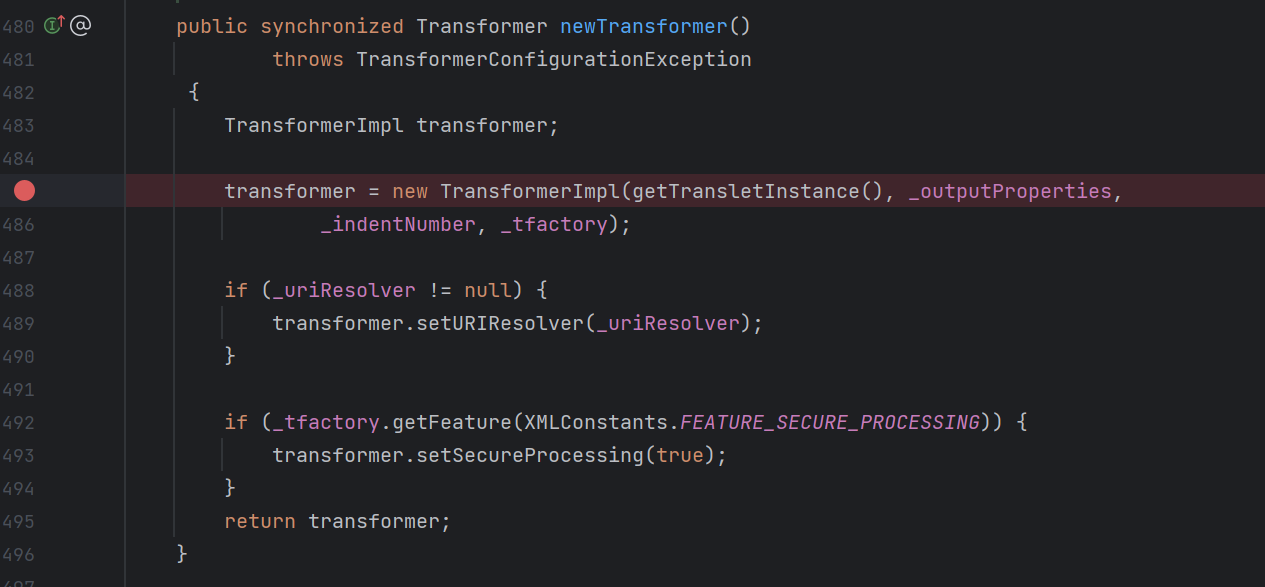 480 @ public synchronized Transformer newTransformer()
481 throws TransformerConfigurationException
482 {
483 TransformerImpl transformer;
484
transformer = new TransformerImpl(getTransletInstance(), _outputProperties,
486 _indentNumber, _tfactory);
487
488 if (_uriResolver != null) {
489 transformer.setURIResolver(_uriResolver);
490 }
491
492 if (_tfactory.getFeature(XMLConstants.FEATURE_SECURE_PROCESSING)) {
493 transformer.setSecureProcessing(true);
494 }
495 return transformer;
496 }